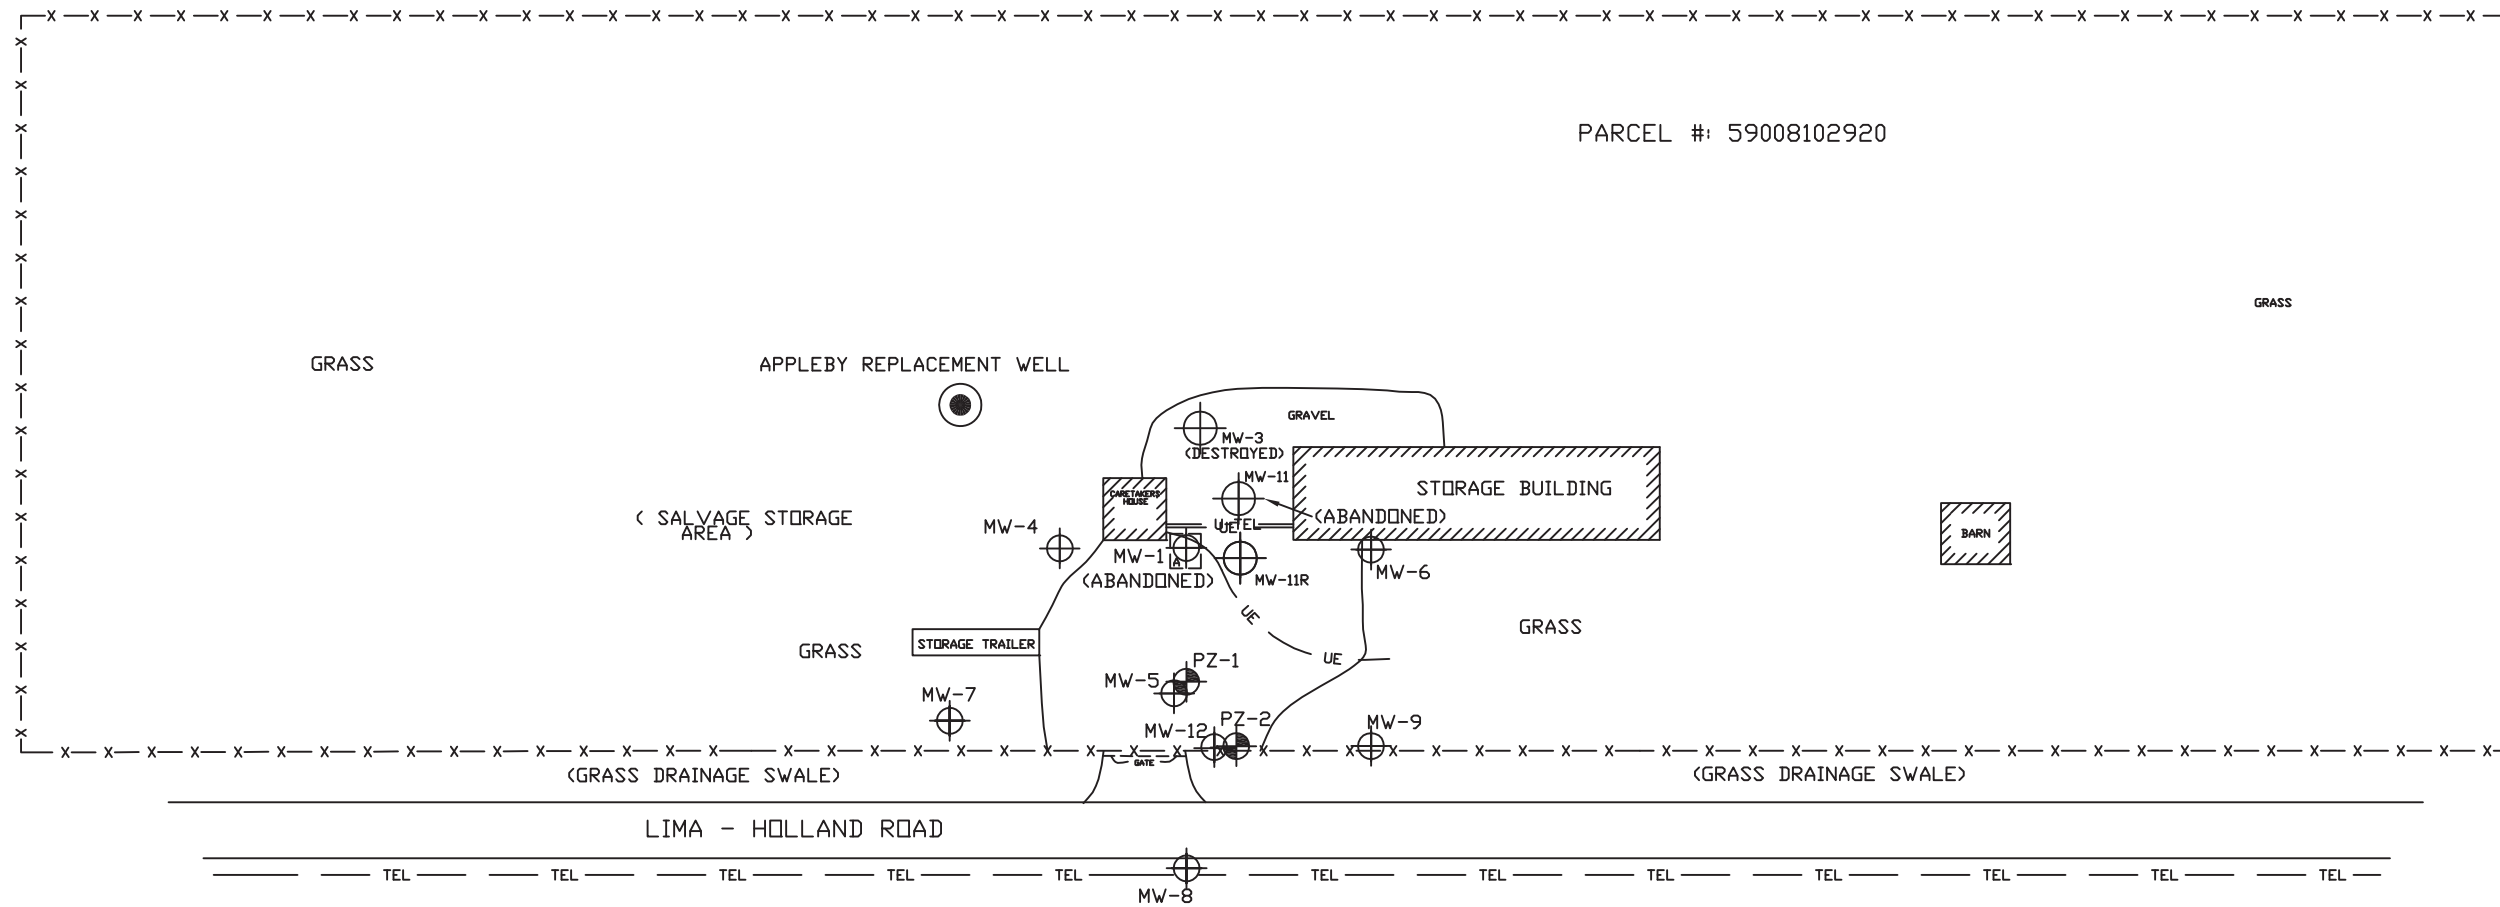 PARCEL #: 59008102920
GRASS
GRASS
APPLEBY REPLACEMENT WELL
GRAVEL
MW-3
(DESTROYED)
MW-11
(ABANDONED)
STORAGE BUILDING
CARETAKERS
HOUSE
( SALVAGE STORAGE
AREA )
MW-4
U TEL
UE
BARN
MW-1
A
(ABANDONED)
MW-11R
MW-6
UE
GRASS
GRASS
STORAGE TRAILER
UE
PZ-1
MW-5
MW-7
PZ-2
MW-12
MW-9
GATE
(GRASS DRAINAGE SWALE)
(GRASS DRAINAGE SWALE)
LIMA - HOLLAND ROAD
TEL TEL TEL TEL TEL TEL TEL TEL TEL TEL TEL TEL
MW-8